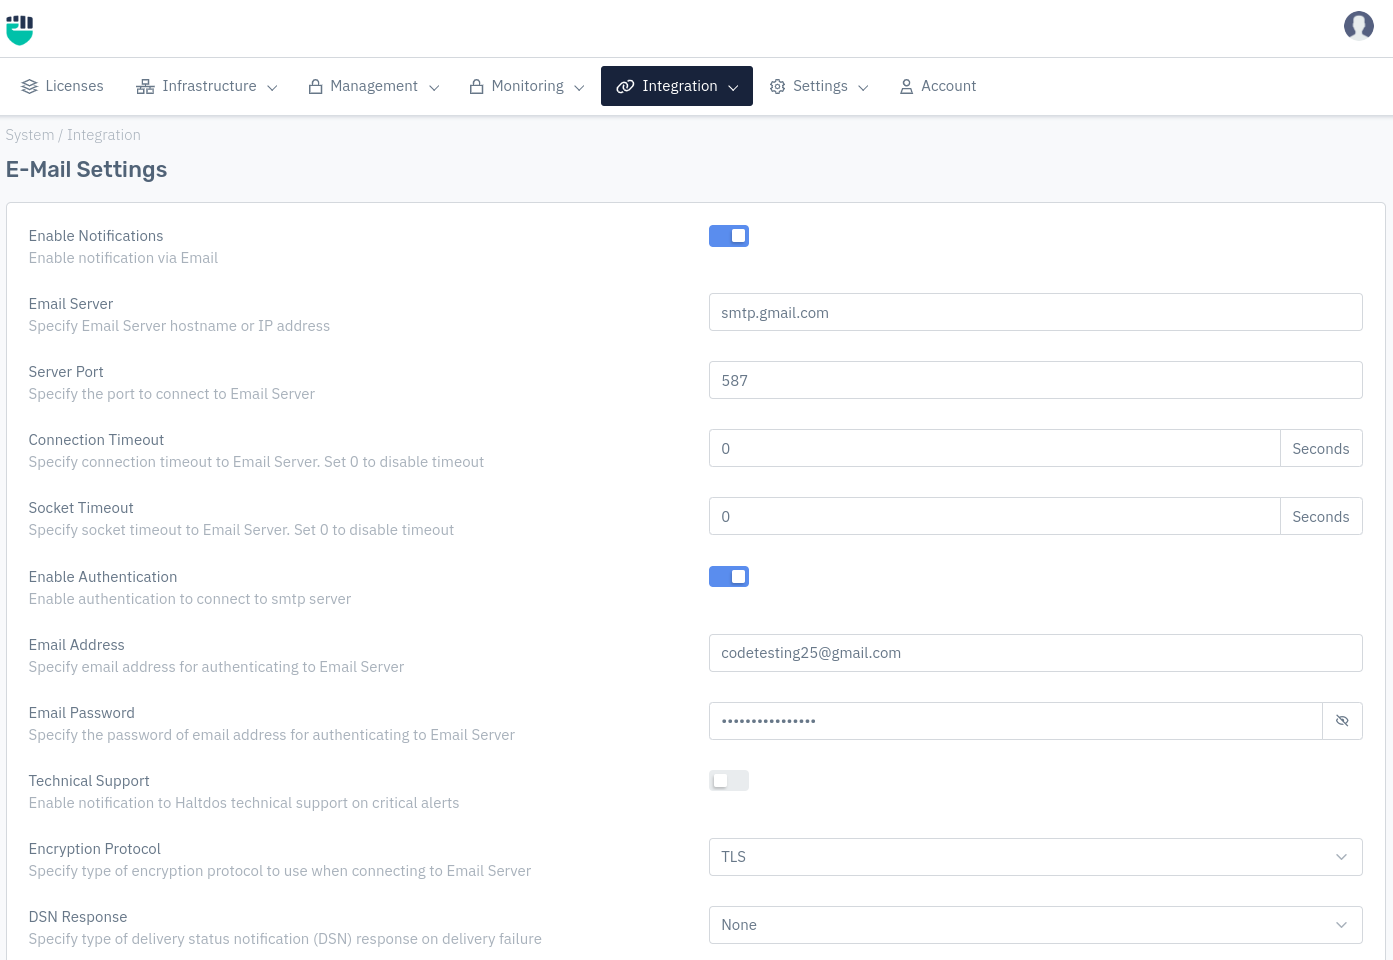 Licenses Infrastructure Management Monitoring Integration Settings Account
System / Integration
E-Mail Settings
Enable Notifications
Enable notification via Email
Email Server
Specify Email Server hostname or IP address
smtp.gmail.com
Server Port
Specify the port to connect to Email Server
587
Connection Timeout
Specify connection timeout to Email Server. Set 0 to disable timeout
0 Seconds
Socket Timeout
Specify socket timeout to Email Server. Set 0 to disable timeout
0 Seconds
Enable Authentication
Enable authentication to connect to smtp server
Email Address
Specify email address for authenticating to Email Server
codetesting25@gmail.com
Email Password
Specify the password of email address for authenticating to Email Server
••••••••••••••••
Technical Support
Enable notification to Haltdos technical support on critical alerts
Encryption Protocol
Specify type of encryption protocol to use when connecting to Email Server
TLS
DSN Response
Specify type of delivery status notification (DSN) response on delivery failure
None